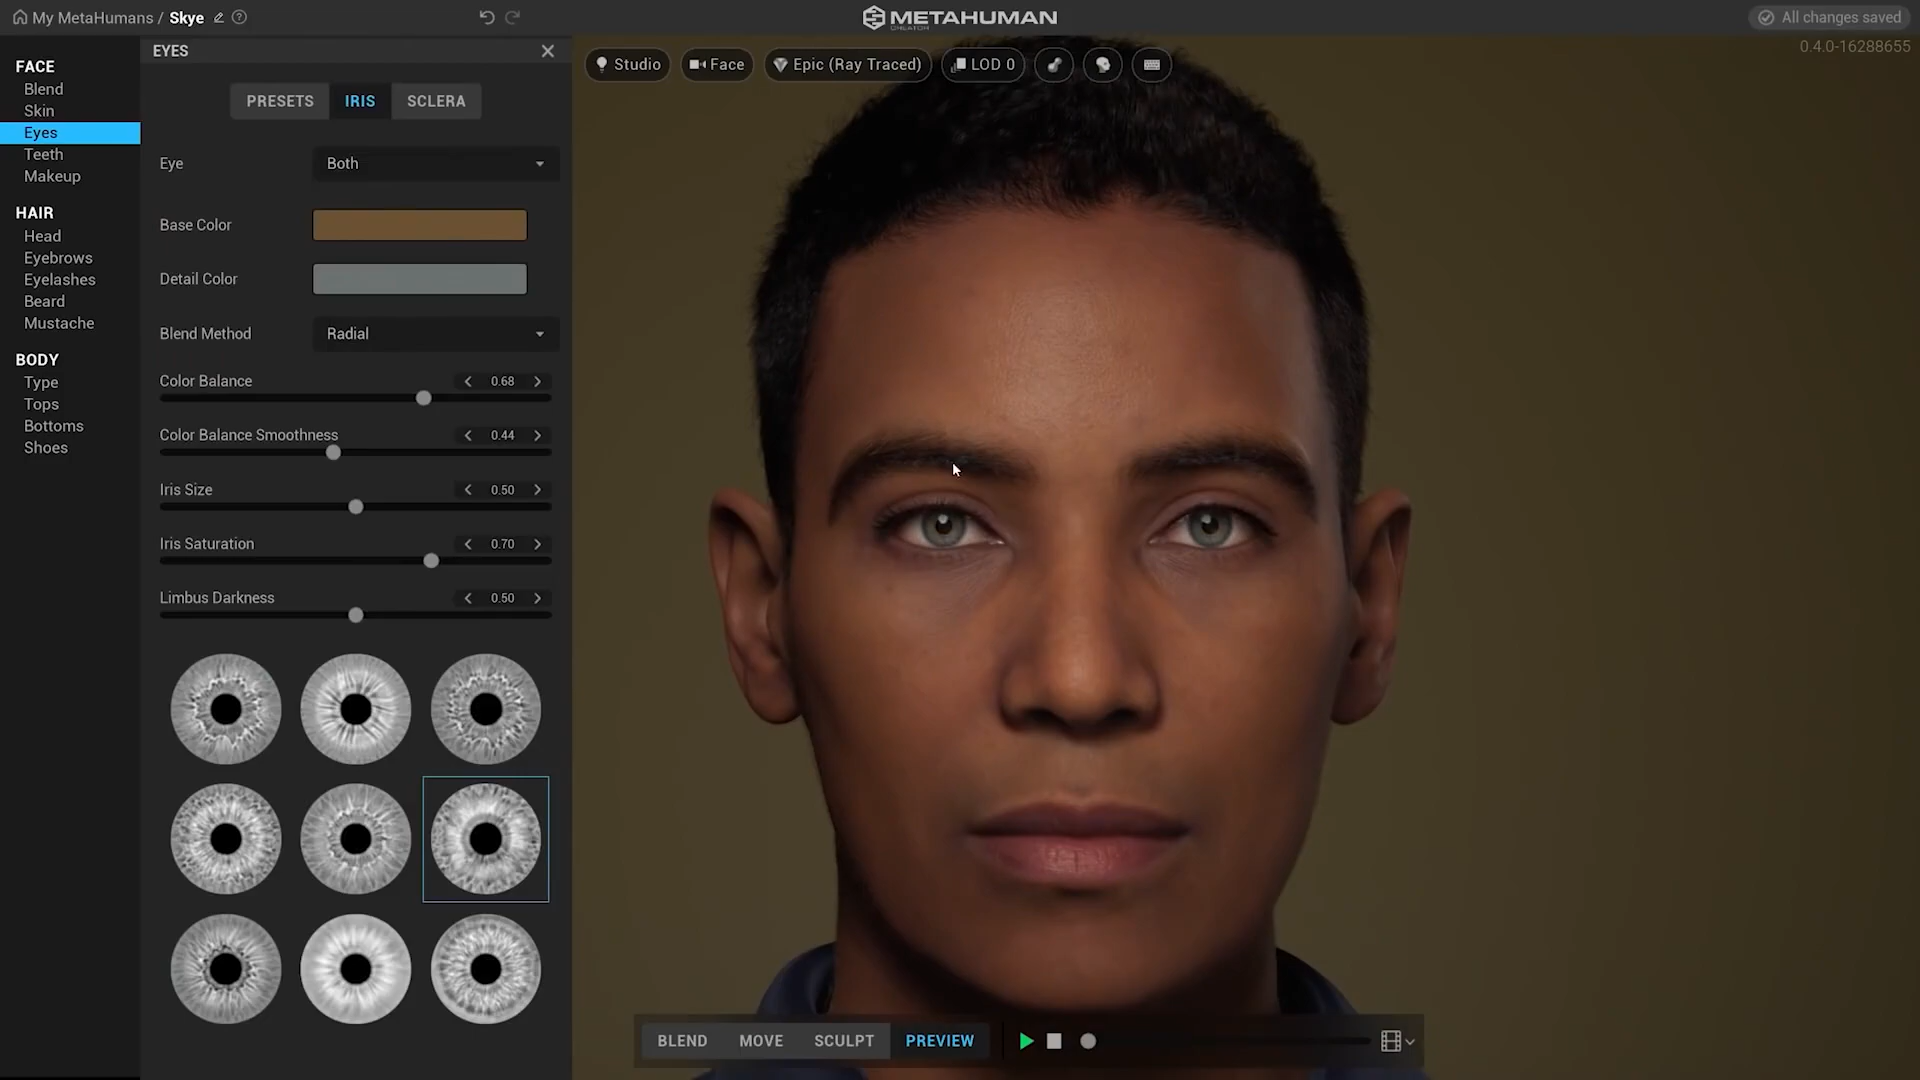 My MetaHumans / Skye
METAHUMAN
CREATOR
All changes saved
0.4.0-16288655
FACE
Blend
Skin
Eyes
Teeth
Makeup
HAIR
Head
Eyebrows
Eyelashes
Beard
Mustache
BODY
Type
Tops
Bottoms
Shoes
EYES
PRESETS IRIS SCLERA
Eye Both
Base Color
Detail Color
Blend Method Radial
Color Balance 0.68
Color Balance Smoothness 0.44
Iris Size 0.50
Iris Saturation 0.70
Limbus Darkness 0.50
Studio Face Epic (Ray Traced) LOD 0
BLEND MOVE SCULPT PREVIEW